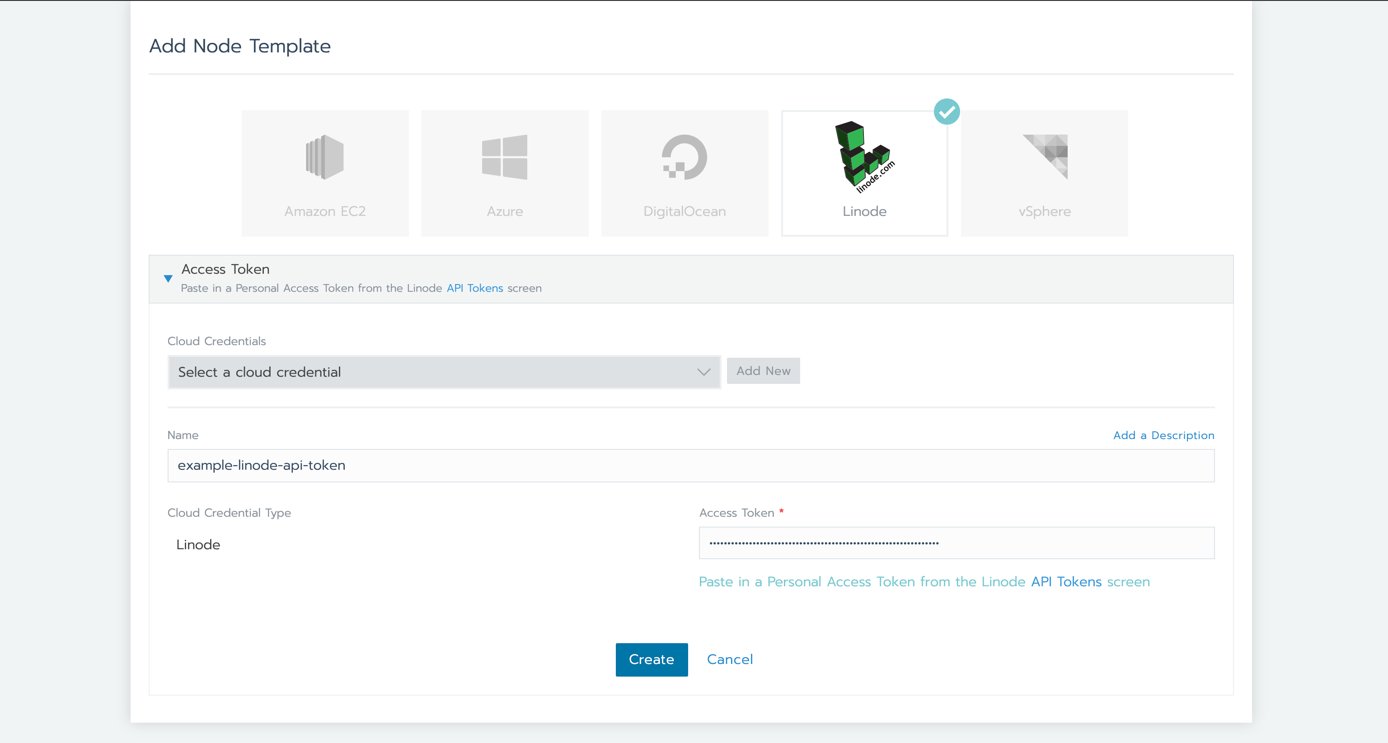 Add Node Template
Amazon EC2
Azure
DigitalOcean
linode.com
Linode
vSphere
Access Token
Paste in a Personal Access Token from the Linode API Tokens screen
Cloud Credentials
Select a cloud credential
Add New
Name
Add a Description
example-linode-api-token
Cloud Credential Type
Access Token *
Linode
Paste in a Personal Access Token from the Linode API Tokens screen
Create
Cancel